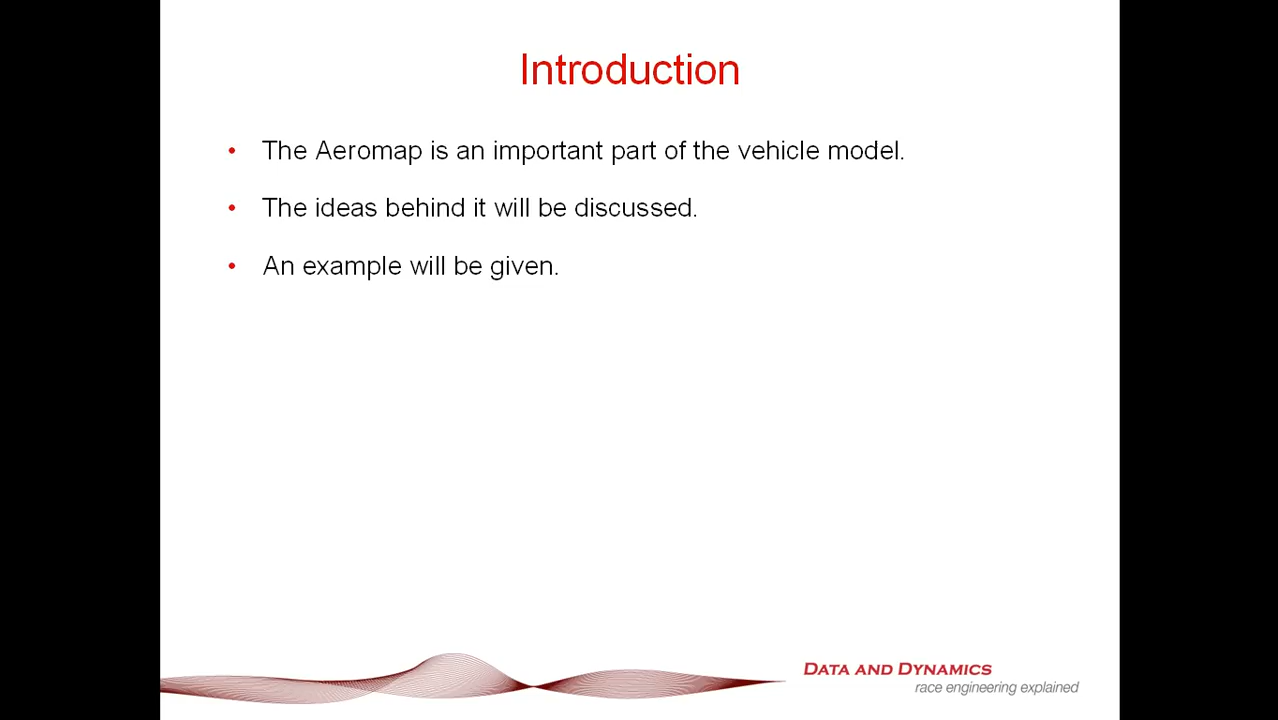 Introduction
• The Aeromap is an important part of the vehicle model.
• The ideas behind it will be discussed.
• An example will be given.
DATA AND DYNAMICS
race engineering explained